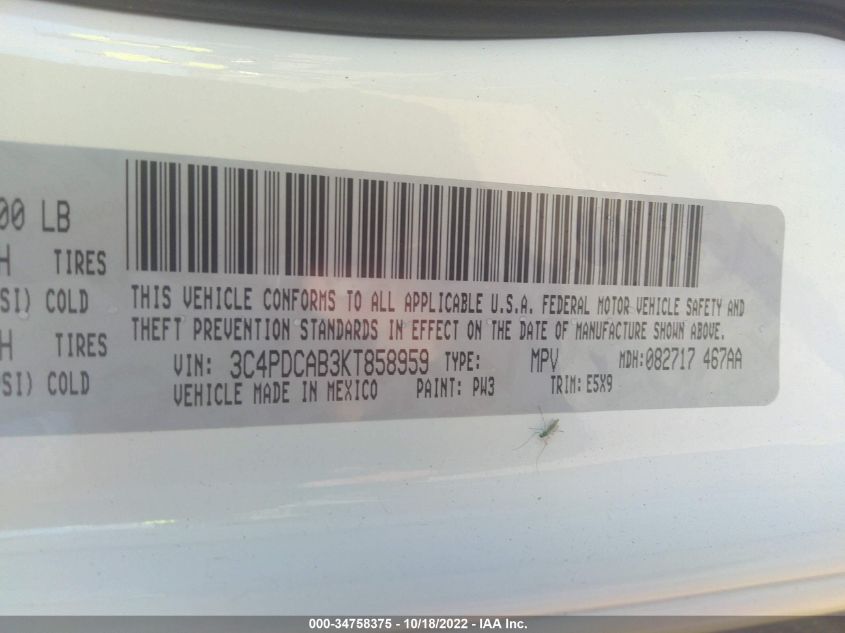 00 LB
H TIRES
SI) COLD
H TIRES
SI) COLD
THIS VEHICLE CONFORMS TO ALL APPLICABLE U.S.A. FEDERAL MOTOR VEHICLE SAFETY AND
THEFT PREVENTION STANDARDS IN EFFECT ON THE DATE OF MANUFACTURE SHOWN ABOVE.
VIN: 3C4PDCAB3KT858959 TYPE: MPV MDH:082717 467AA
VEHICLE MADE IN MEXICO PAINT: PW3 TRIM: E5X9
000-34758375 - 10/18/2022 - IAA Inc.